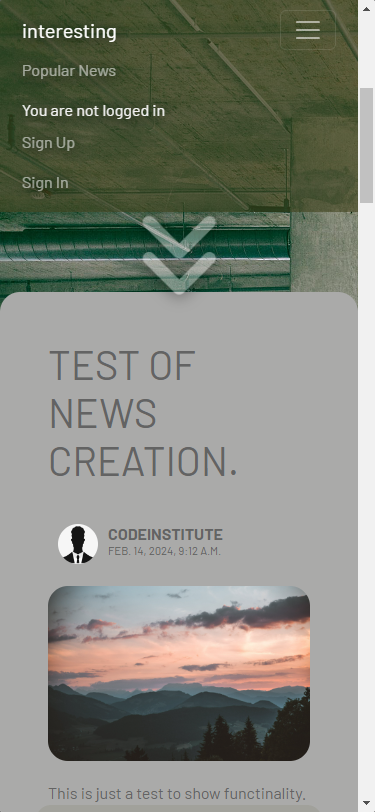 interesting
Popular News
You are not logged in
Sign Up
Sign In
TEST OF
NEWS
CREATION.
CODEINSTITUTE
FEB. 14, 2024, 9:12 A.M.
This is just a test to show functinality.